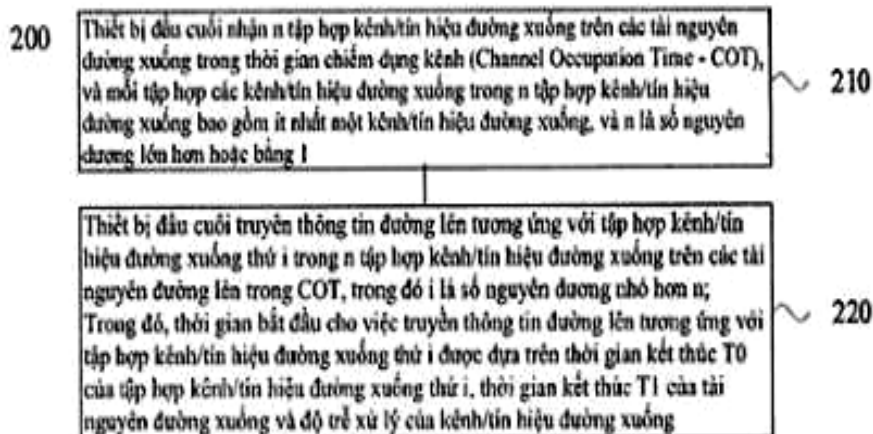 200
Thiết bị đầu cuối nhận n tập hợp kênh/tín hiệu đường xuống trên các tài nguyên
đường xuống trong thời gian chiếm dụng kênh (Channel Occupation Time - COT),
và mỗi tập hợp các kênh/tín hiệu đường xuống trong n tập hợp kênh/tín hiệu
đường xuống bao gồm ít nhất một kênh/tín hiệu đường xuống, và n là số nguyên
dương lớn hơn hoặc bằng 1
210
Thiết bị đầu cuối truyền thông tin đường lên tương ứng với tập hợp kênh/tín
hiệu đường xuống thứ i trong n tập hợp kênh/tín hiệu đường xuống trên các tài
nguyên đường lên trong COT, trong đó i là số nguyên dương nhỏ hơn n;
Trong đó, thời gian bắt đầu cho việc truyền thông tin đường lên tương ứng với
tập hợp kênh/tín hiệu đường xuống thứ i được dựa trên thời gian kết thúc T0
của tập hợp kênh/tín hiệu đường xuống thứ i, thời gian kết thúc T1 của tài
nguyên đường xuống và độ trễ xử lý của kênh/tín hiệu đường xuống
220